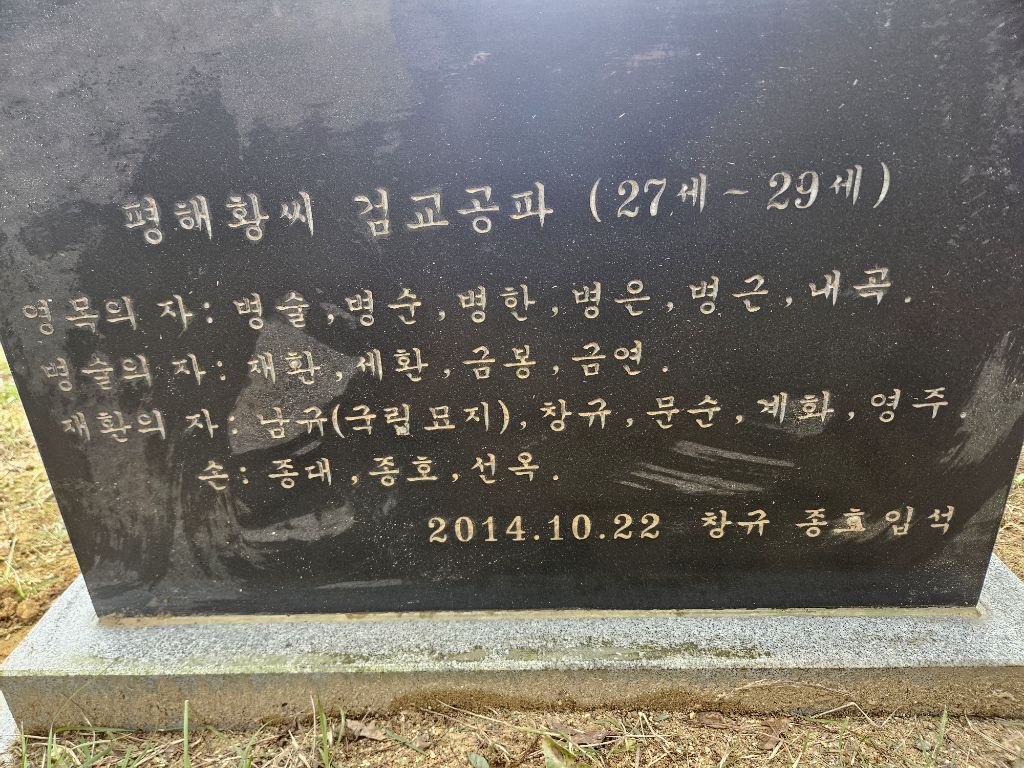 평해황씨 검교공파 (27세~29세)
영목의 자: 병술, 병순, 병한, 병은, 병근, 내곡.
병술의 자: 재환, 세환, 금봉, 금연.
재환의 자: 남규(국립묘지), 창규, 문순, 계화, 영주.
손: 종대, 종호, 선옥.
2014.10.22 창규 종호 입석